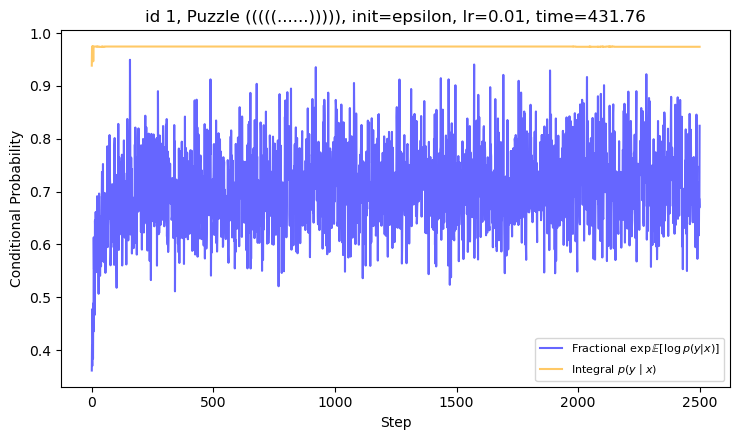 id 1, Puzzle (((((......))))), init=epsilon, lr=0.01, time=431.76
1.0
0.9
0.8
0.7
0.6
0.5
0.4
Conditional Probability
0 500 1000 1500 2000 2500
Step
Fractional exp𝔼[log p(y|x)]
Integral p(y | x)